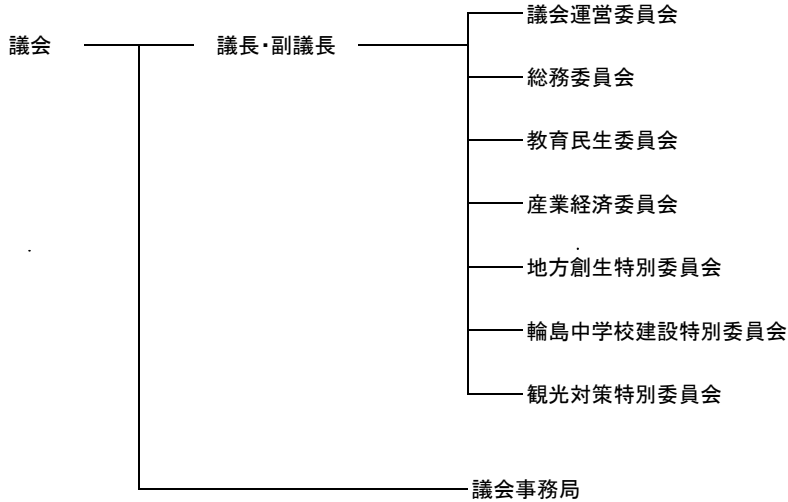 議会
議長・副議長
議会運営委員会
総務委員会
教育民生委員会
産業経済委員会
地方創生特別委員会
輪島中学校建設特別委員会
観光対策特別委員会
議会事務局